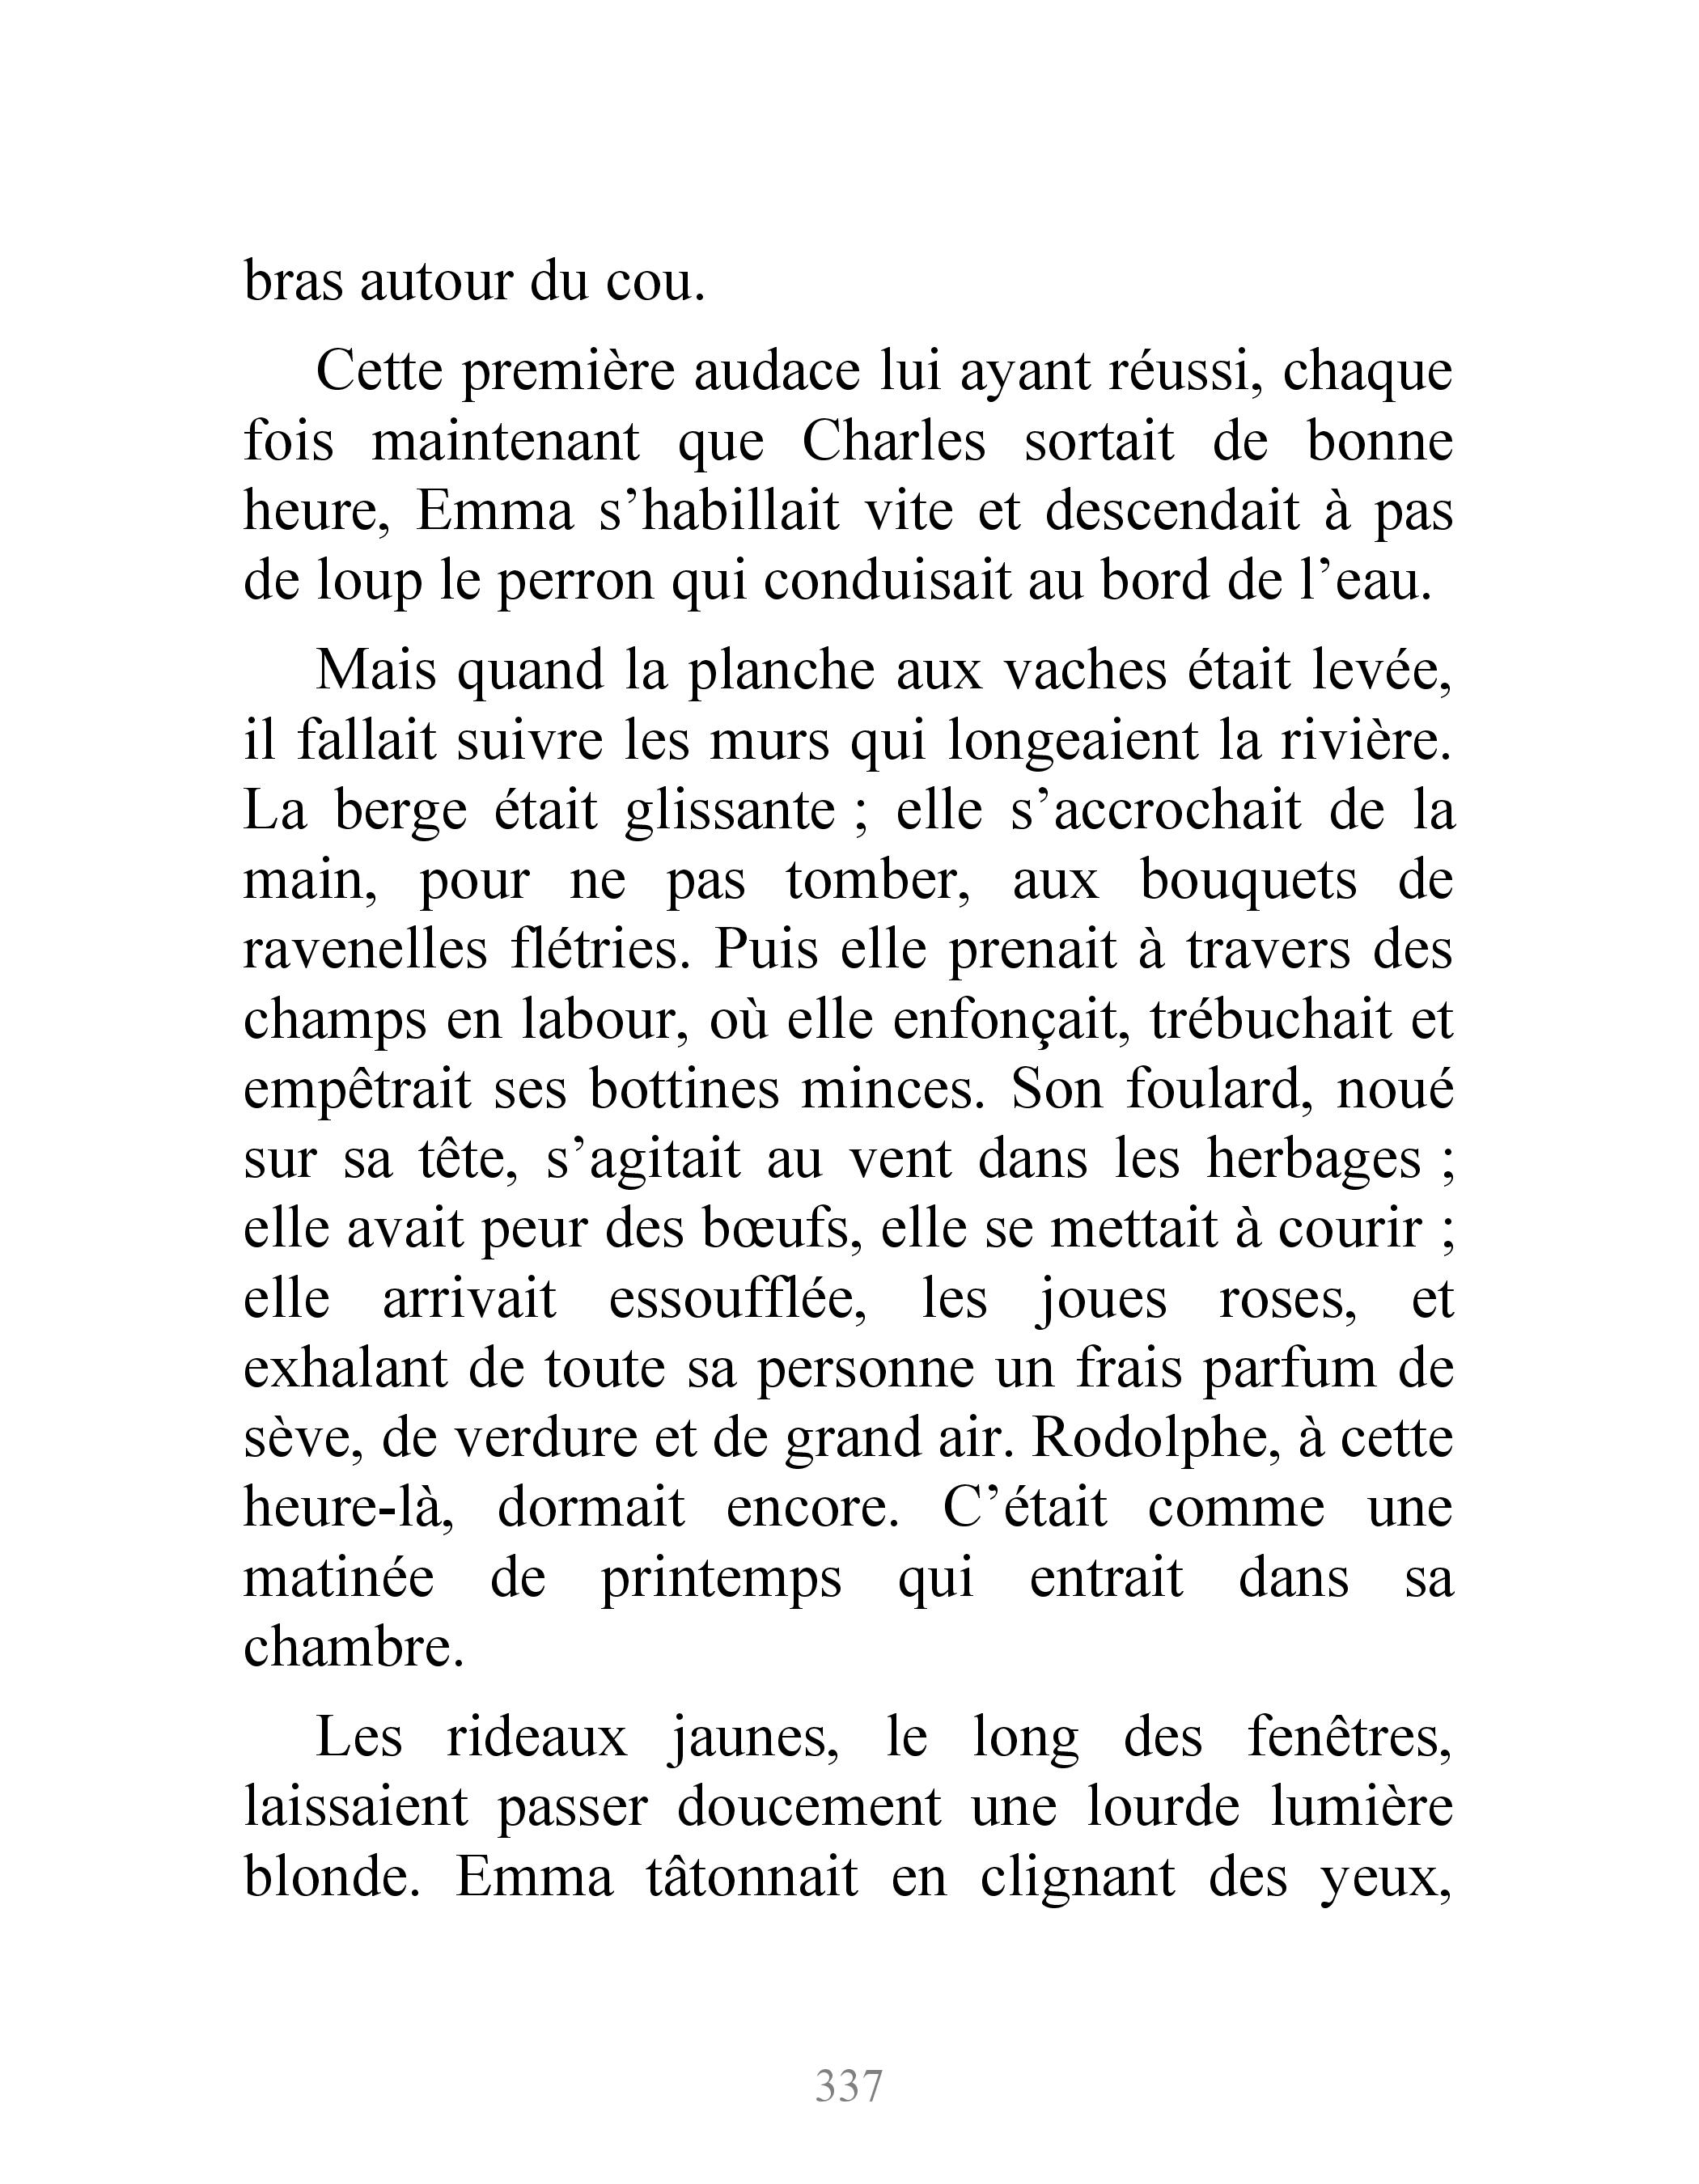 bras autour du cou.
Cette première audace lui ayant réussi, chaque
fois maintenant que Charles sortait de bonne
heure, Emma s’habillait vite et descendait à pas
de loup le perron qui conduisait au bord de l’eau.
Mais quand la planche aux vaches était levée,
il fallait suivre les murs qui longeaient la rivière.
La berge était glissante ; elle s’accrochait de la
main, pour ne pas tomber, aux bouquets de
ravenelles flétries. Puis elle prenait à travers des
champs en labour, où elle enfonçait, trébuchait et
empêtrait ses bottines minces. Son foulard, noué
sur sa tête, s’agitait au vent dans les herbages ;
elle avait peur des bœufs, elle se mettait à courir ;
elle arrivait essoufflée, les joues roses, et
exhalant de toute sa personne un frais parfum de
sève, de verdure et de grand air. Rodolphe, à cette
heure-là, dormait encore. C’était comme une
matinée de printemps qui entrait dans sa
chambre.
Les rideaux jaunes, le long des fenêtres,
laissaient passer doucement une lourde lumière
blonde. Emma tâtonnait en clignant des yeux,
337